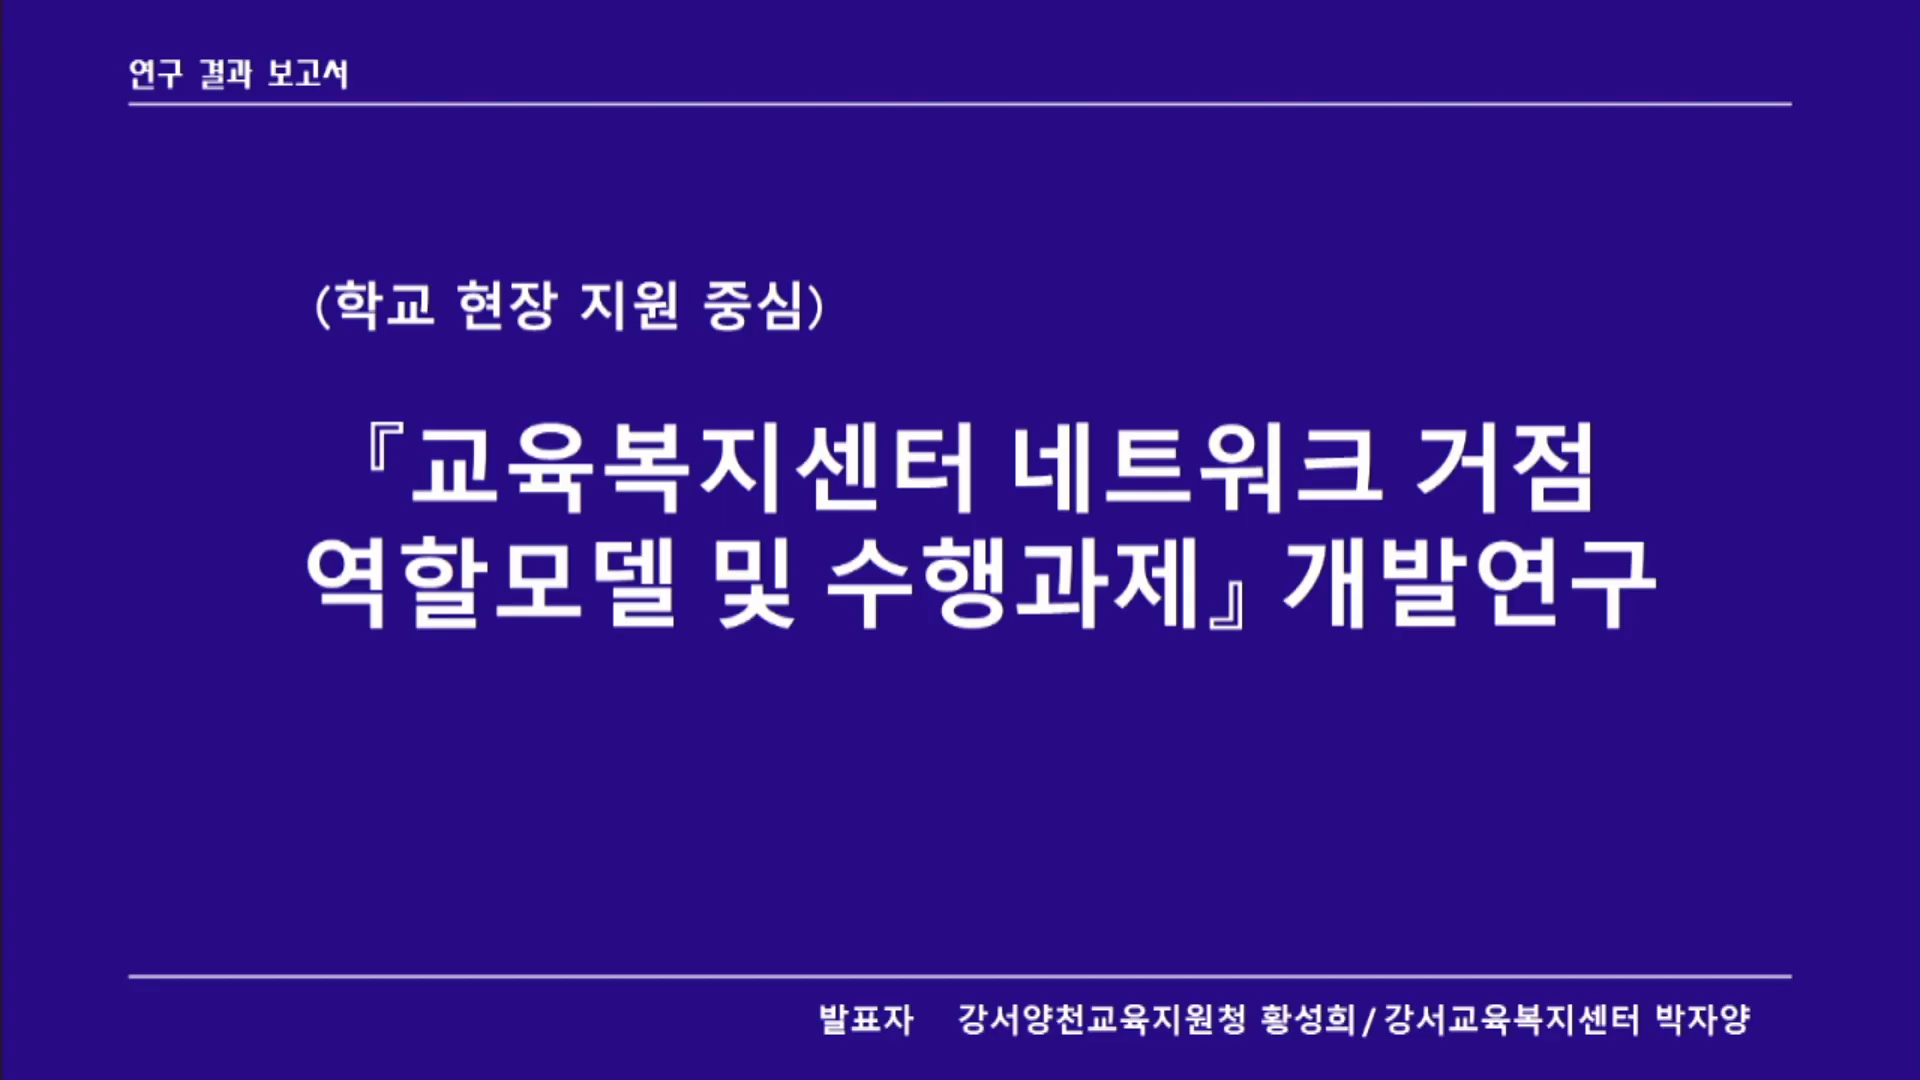 연구 결과 보고서
(학교 현장 지원 중심)
『교육복지센터 네트워크 거점
역할모델 및 수행과제』 개발연구
발표자 강서양천교육지원청 황성희/강서교육복지센터 박자양